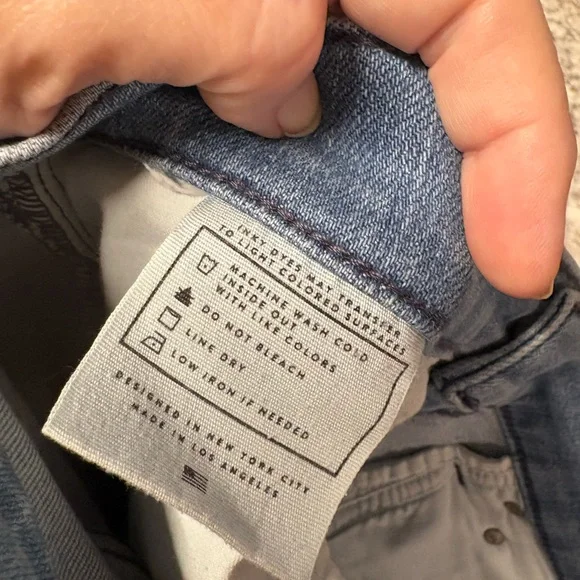 INKY DYES MAY TRANSFER
TO LIGHT COLORED SURFACES
MACHINE WASH COLD
INSIDE OUT
WITH LIKE COLORS
DO NOT BLEACH
LINE DRY
LOW IRON IF NEEDED
DESIGNED IN NEW YORK CITY
MADE IN LOS ANGELES